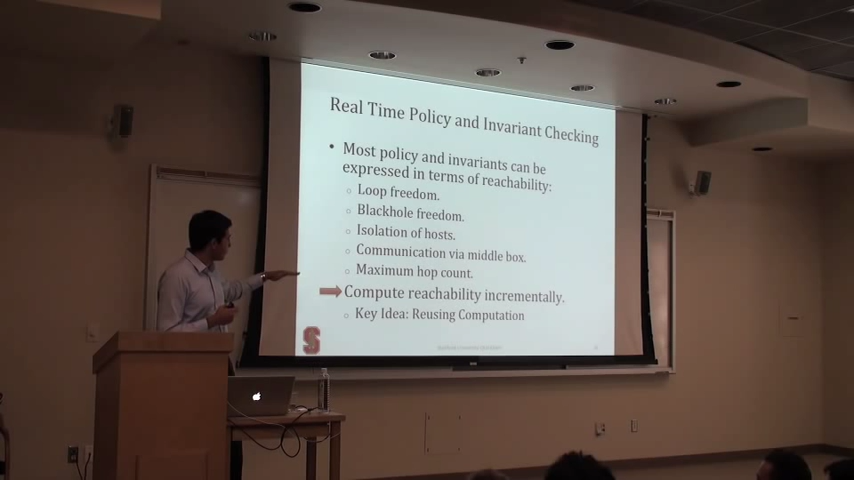 Real Time Policy and Invariant Checking
• Most policy and invariants can be
expressed in terms of reachability:
○ Loop freedom.
○ Blackhole freedom.
○ Isolation of hosts.
○ Communication via middle box.
○ Maximum hop count.
Compute reachability incrementally.
○ Key Idea: Reusing Computation
S